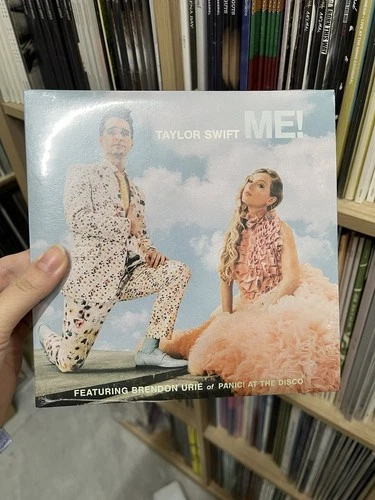 TAYLOR SWIFT ME!
FEATURING BRENDON URIE of PANIC! AT THE DISCO